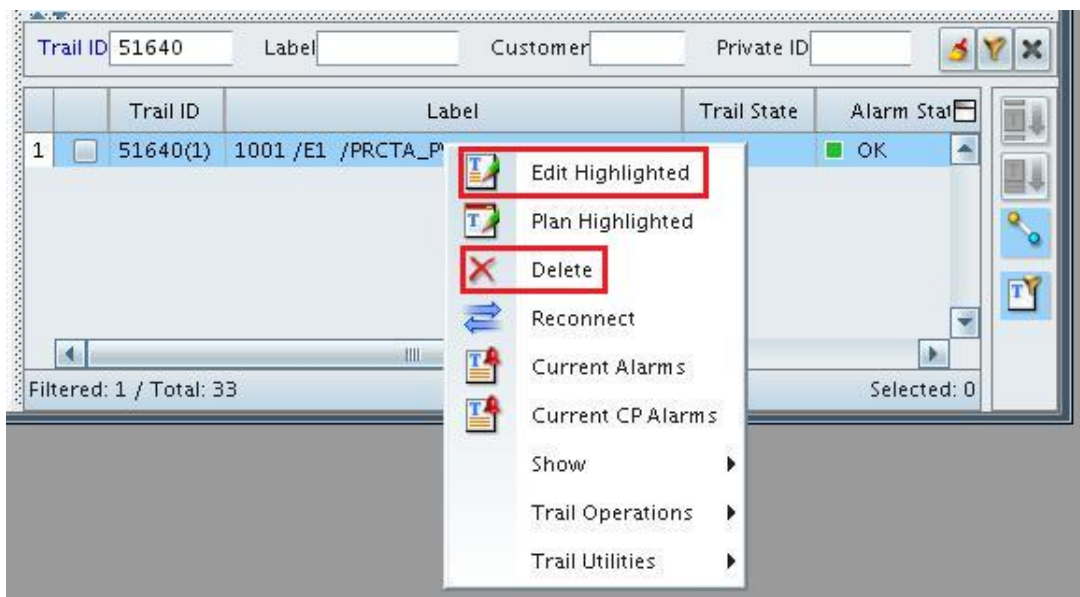 Trail ID 51640 Label Customer Private ID
Trail ID Label Trail State Alarm Stat
1 51640(1) 1001 /E1 /PRCTA_P OK
Edit Highlighted
Plan Highlighted
Delete
Reconnect
Current Alarms
Current CP Alarms
Show
Trail Operations
Trail Utilities
Filtered: 1 / Total: 33 Selected: 0